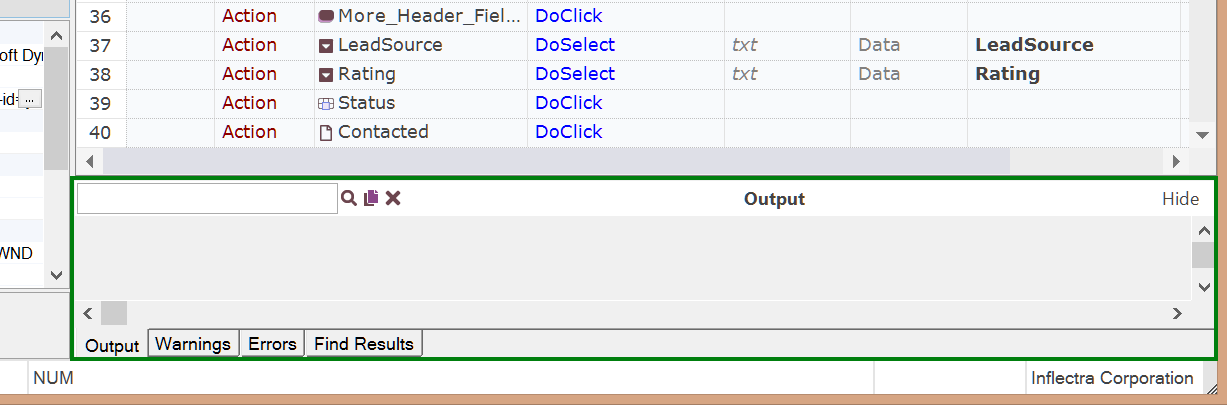 36 Action More_Header_Fiel... DoClick
37 Action LeadSource DoSelect txt Data LeadSource
oft Dy
38 Action Rating DoSelect txt Data Rating
-id= ...
39 Action Status DoClick
40 Action Contacted DoClick
Output Hide
WND
Output Warnings Errors Find Results
NUM Inflectra Corporation